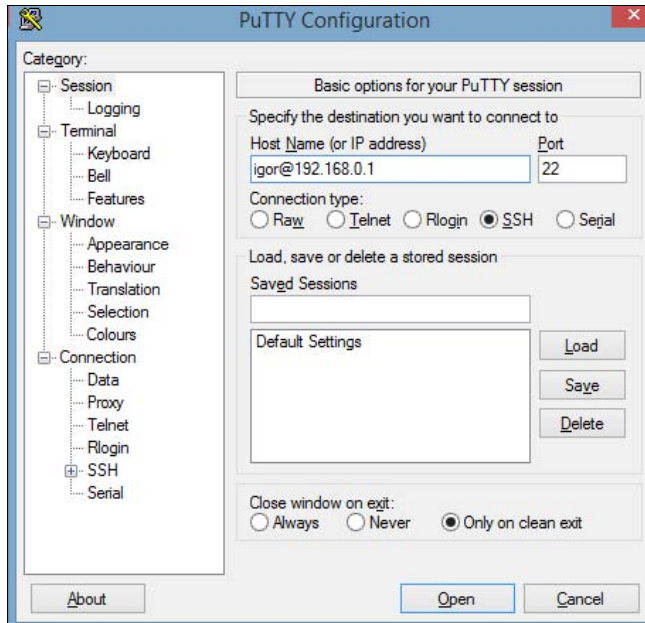 PuTTY Configuration
Category:
Session
Logging
Terminal
Keyboard
Bell
Features
Window
Appearance
Behaviour
Translation
Selection
Colours
Connection
Data
Proxy
Telnet
Rlogin
SSH
Serial
Basic options for your PuTTY session
Specify the destination you want to connect to
Host Name (or IP address) Port
igor@192.168.0.1 22
Connection type:
Raw Telnet Rlogin SSH Serial
Load, save or delete a stored session
Saved Sessions
Default Settings
Load
Save
Delete
Close window on exit:
Always Never Only on clean exit
About Open Cancel